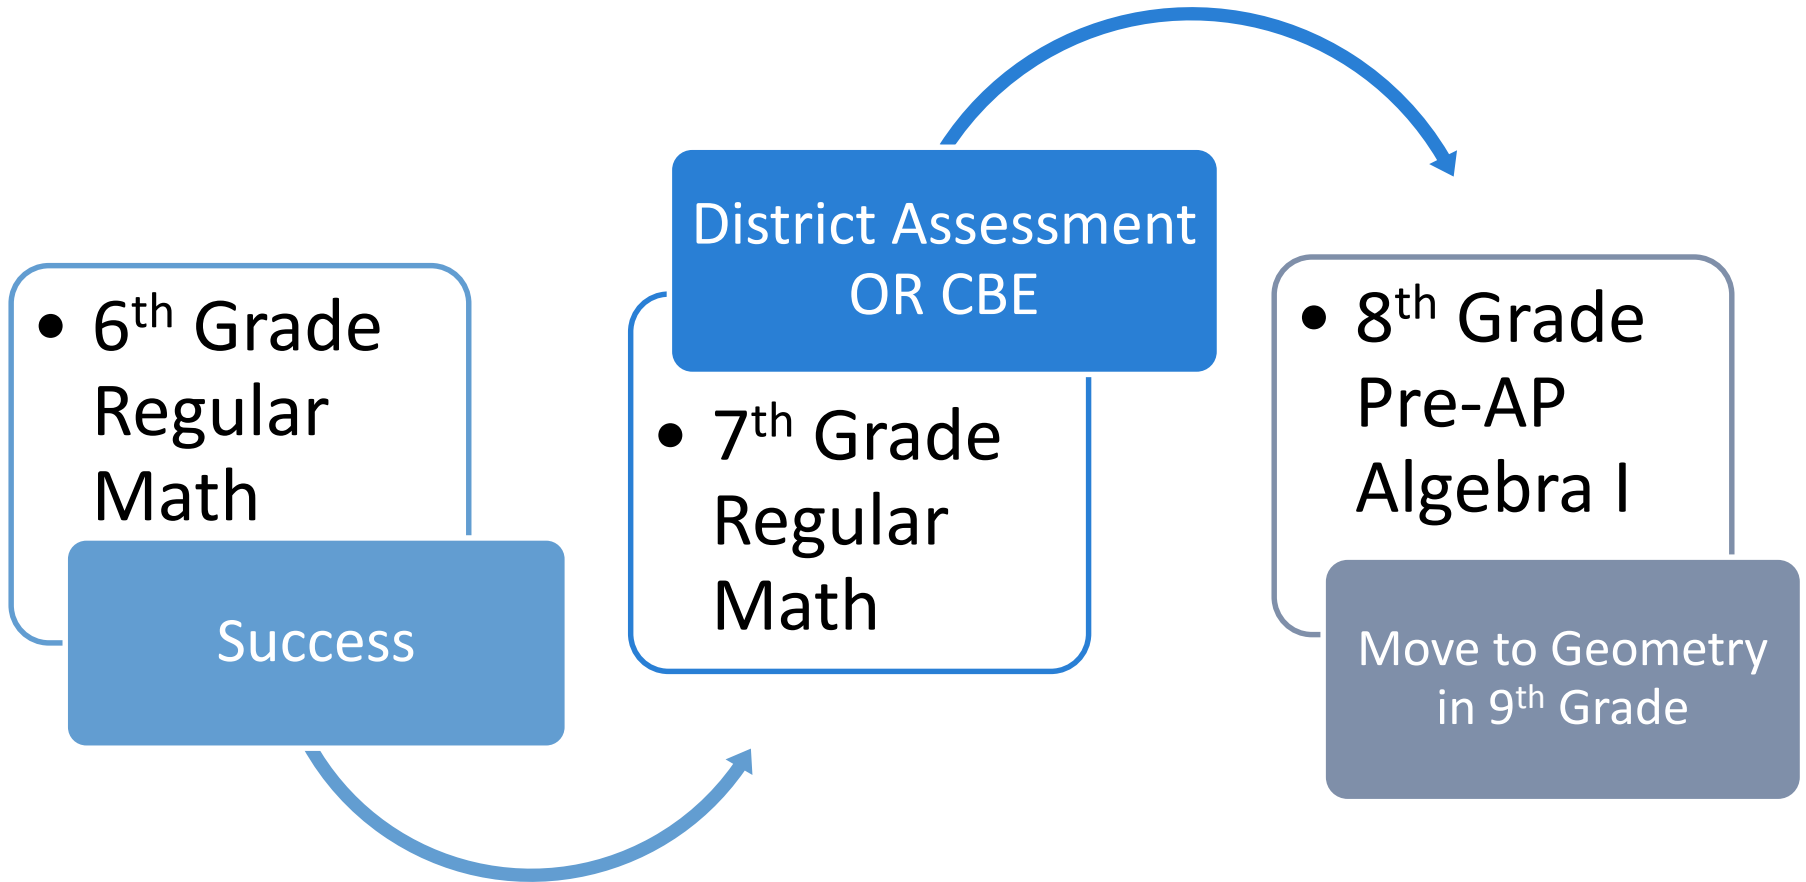 • 6th Grade
Regular
Math
Success
District Assessment
OR CBE
• 7th Grade
Regular
Math
• 8th Grade
Pre-AP
Algebra I
Move to Geometry
in 9th Grade